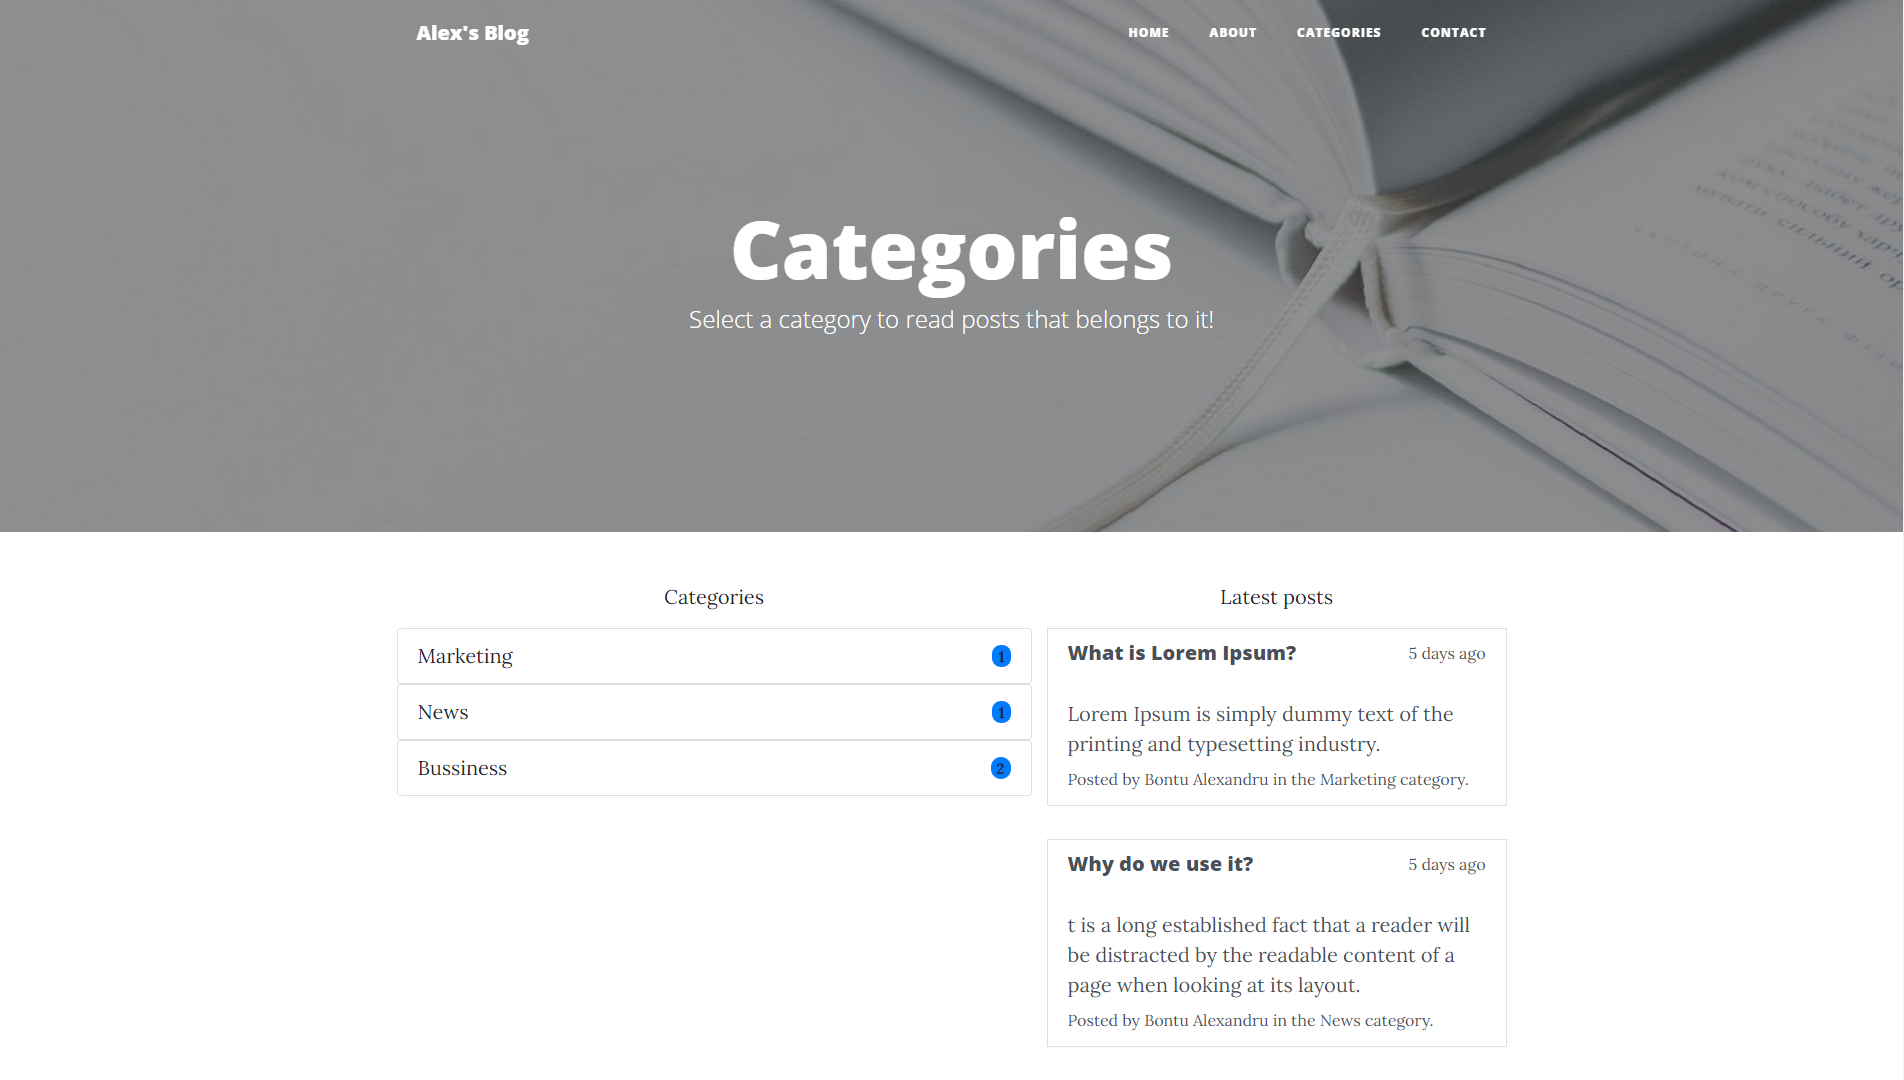 Alex's Blog
HOME ABOUT CATEGORIES CONTACT
Categories
Select a category to read posts that belongs to it!
Categories
Marketing 1
News 1
Bussiness 2
Latest posts
What is Lorem Ipsum? 5 days ago
Lorem Ipsum is simply dummy text of the
printing and typesetting industry.
Posted by Bontu Alexandru in the Marketing category.
Why do we use it? 5 days ago
t is a long established fact that a reader will
be distracted by the readable content of a
page when looking at its layout.
Posted by Bontu Alexandru in the News category.